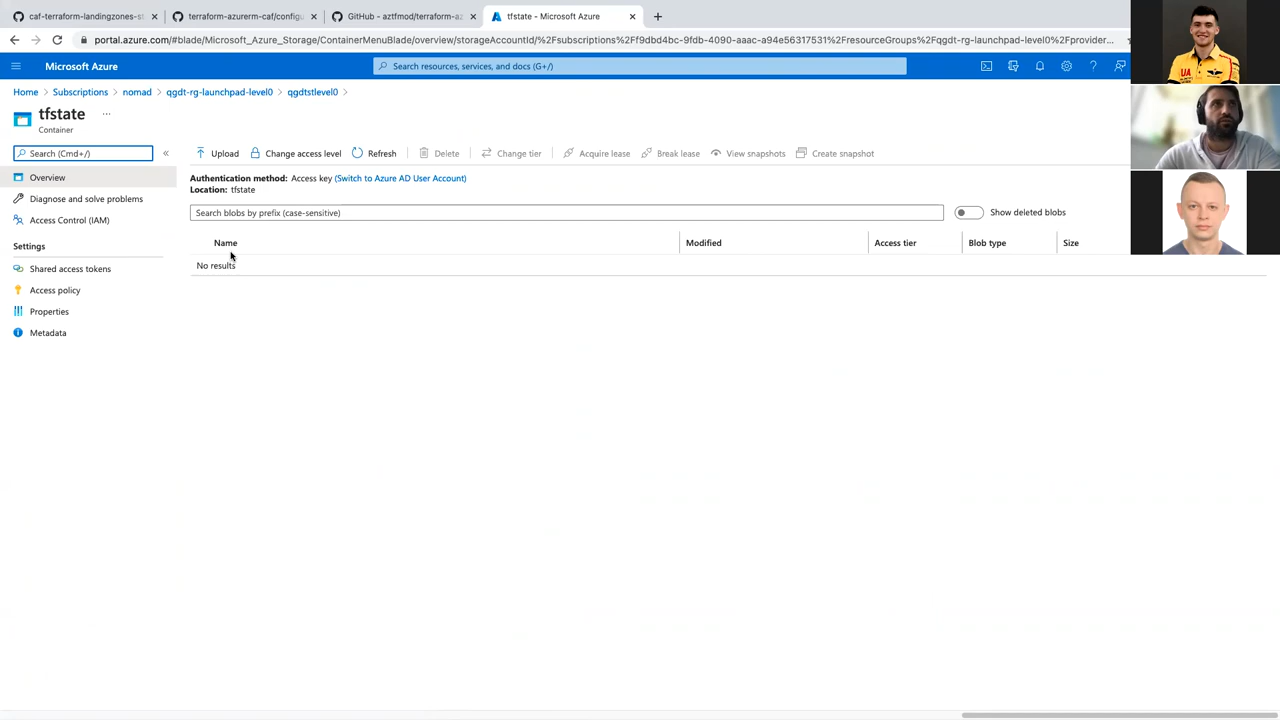 caf-terraform-landingzones-st
terraform-azurerm-caf/configu
GitHub - aztfmod/terraform-az
tfstate - Microsoft Azure
portal.azure.com/#blade/Microsoft_Azure_Storage/ContainerMenuBlade/overview/storageAccountId/%2Fsubscriptions%2Ff9dbd4bc-9fdb-4090-aaac-a94e56317531%2FresourceGroups%2Fqgdt-rg-launchpad-level0%2Fprovider...
Microsoft Azure
Search resources, services, and docs (G+/)
Home > Subscriptions > nomad > qgdt-rg-launchpad-level0 > qgdtstlevel0 >
tfstate ...
Container
Search (Cmd+/) «
Upload Change access level Refresh Delete Change tier Acquire lease Break lease View snapshots Create snapshot
Overview
Diagnose and solve problems
Access Control (IAM)
Settings
Shared access tokens
Access policy
Properties
Metadata
Authentication method: Access key (Switch to Azure AD User Account)
Location: tfstate
Search blobs by prefix (case-sensitive)
Show deleted blobs
Name Modified Access tier Blob type Size
No results
UA